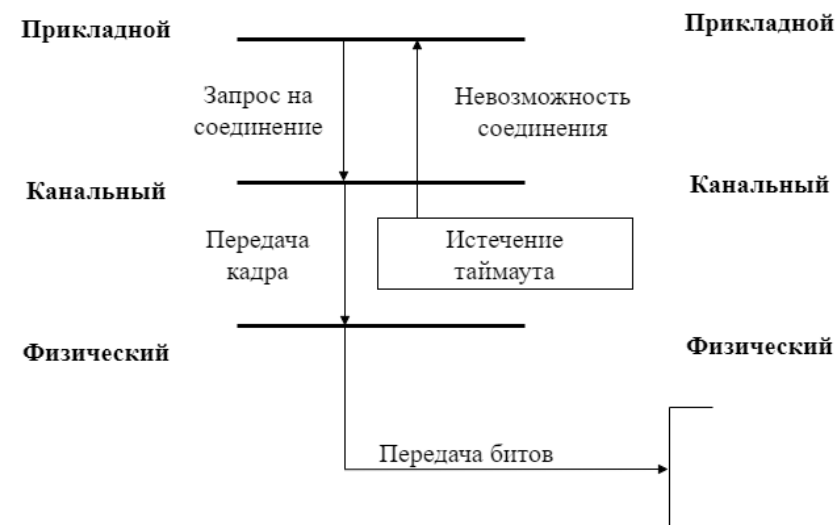 Прикладной
Прикладной
Запрос на
соединение
Невозможность
соединения
Канальный
Канальный
Передача
кадра
Истечение
таймаута
Физический
Физический
Передача битов